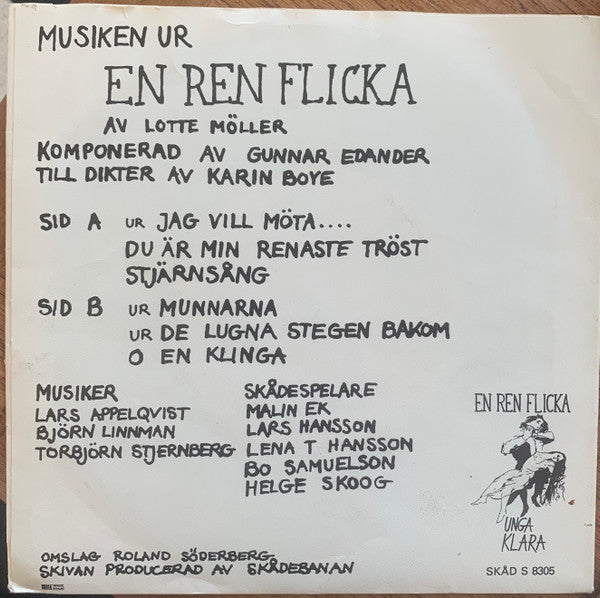 MUSIKEN UR
EN REN FLICKA
AV LOTTE MÖLLER
KOMPONERAD AV GUNNAR EDANDER
TILL DIKTER AV KARIN BOYE
SID A UR JAG VILL MÖTA....
DU ÄR MIN RENASTE TRÖST
STJÄRNSÅNG
SID B UR MUNNARNA
UR DE LUGNA STEGEN BAKOM
O EN KLINGA
MUSIKER
LARS APPELQVIST
BJÖRN LINNMAN
TORBJÖRN STJERNBERG
SKÅDESPELARE
MALIN EK
LARS HANSSON
LENA T HANSSON
BO SAMUELSON
HELGE SKOOG
EN REN FLICKA
UNGA
KLARA
OMSLAG ROLAND SÖDERBERG
SKIVAN PRODUCERAD AV SKÅDEBANAN
SKÅD S 8305